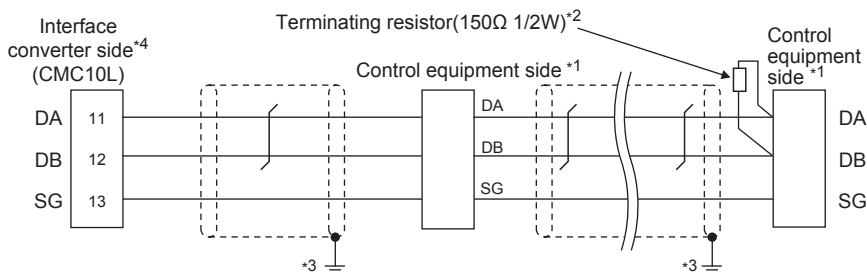 Terminating resistor(150Ω 1/2W)*2
Interface
converter side*4
(CMC10L)
Control equipment side *1
Control
equipment
side *1
DA
11
DA
DA
DB
12
DB
DB
SG
13
SG
SG
*3
*3